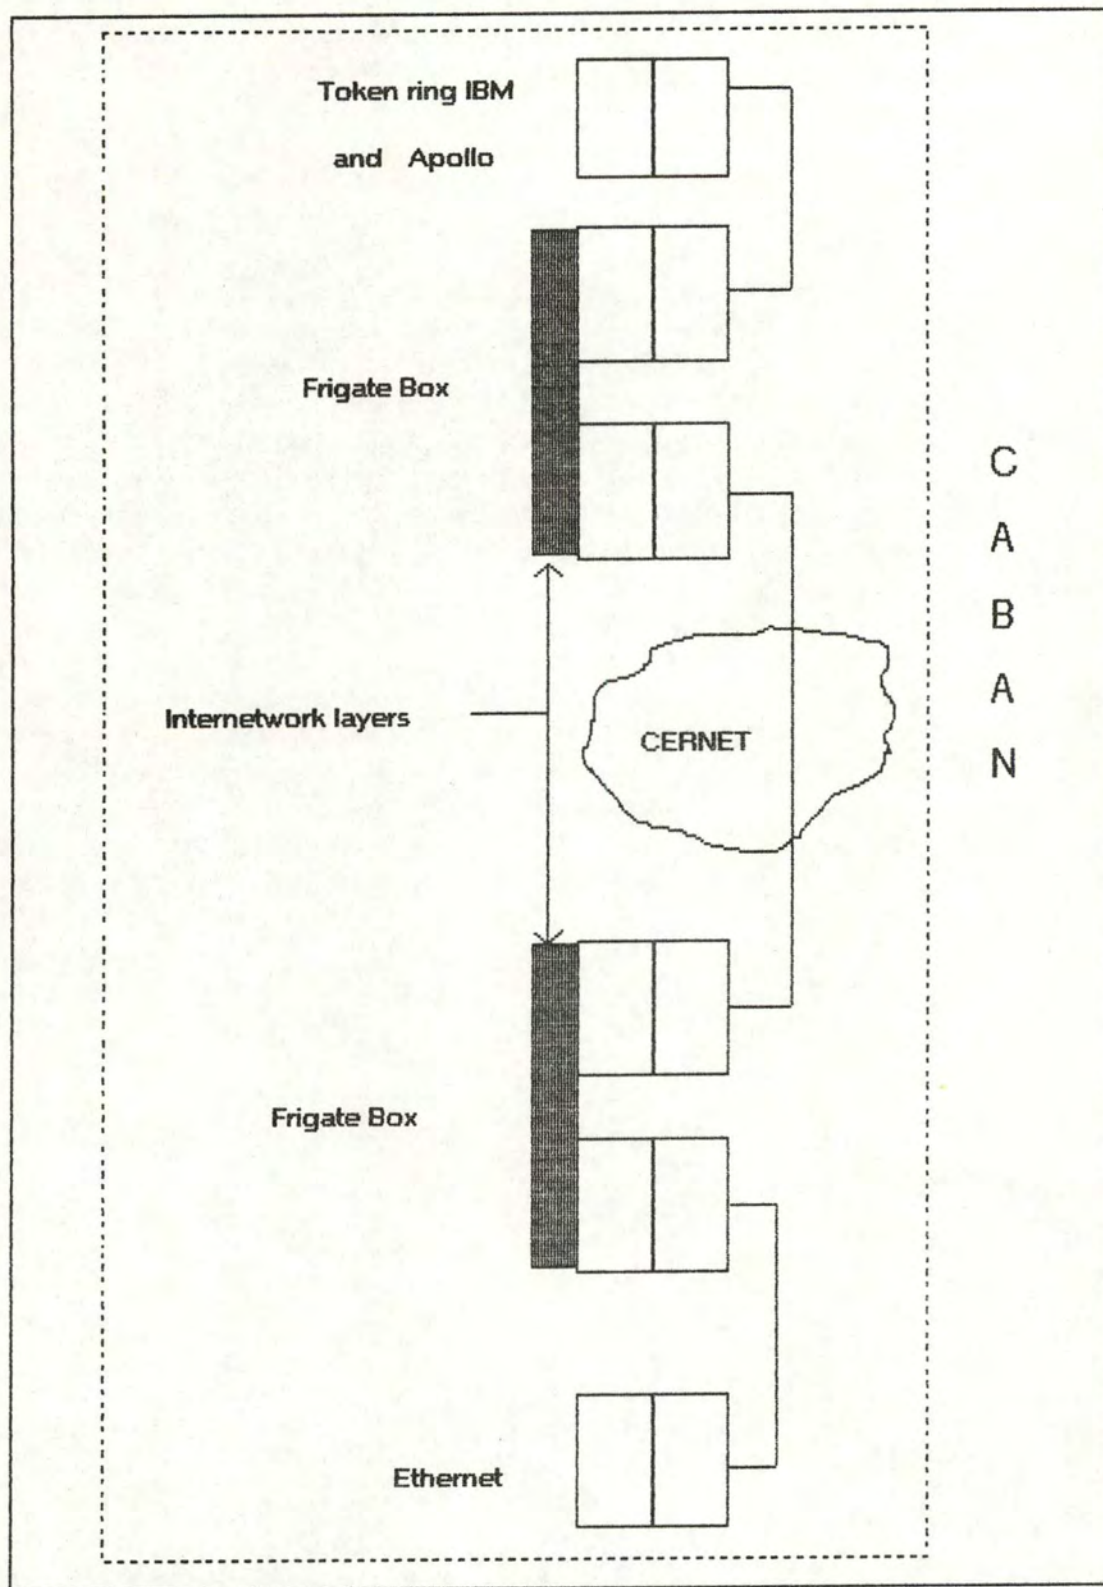 Token ring IBM
and Apollo
Frigate Box
Internetwork layers
CERNET
Frigate Box
Ethernet
C
A
B
A
N